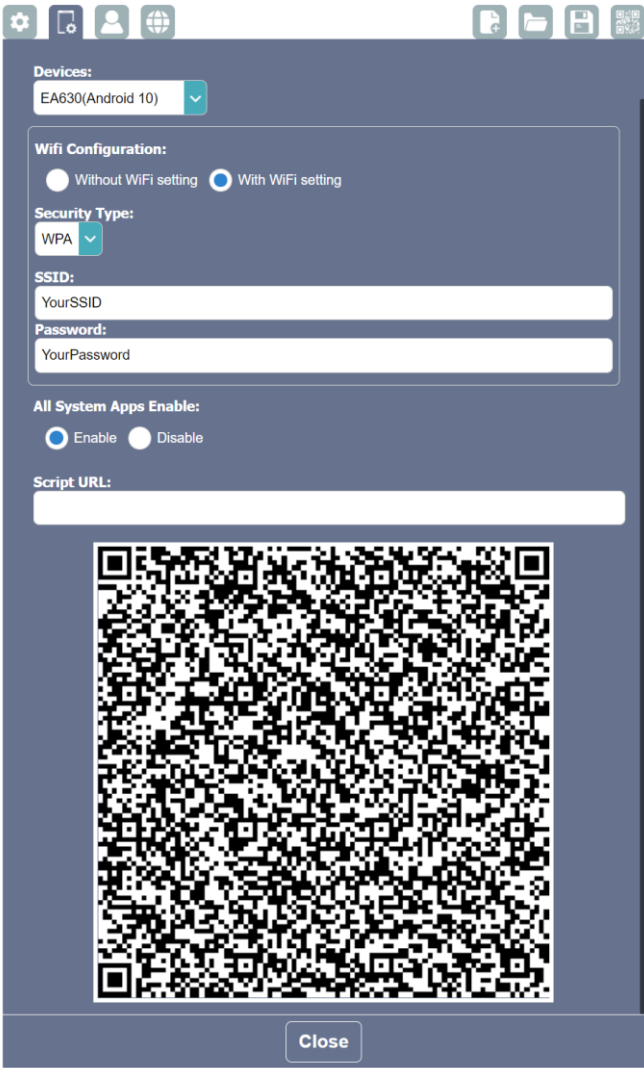 Devices:
EA630(Android 10)
Wifi Configuration:
Without WiFi setting With WiFi setting
Security Type:
WPA
SSID:
YourSSID
Password:
YourPassword
All System Apps Enable:
Enable Disable
Script URL:
Close